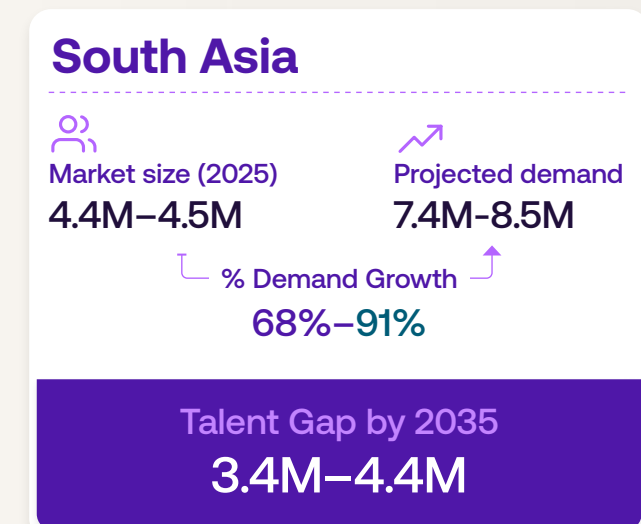 South Asia
Market size (2025)
4.4M–4.5M
Projected demand
7.4M-8.5M
% Demand Growth
68%–91%
Talent Gap by 2035
3.4M–4.4M